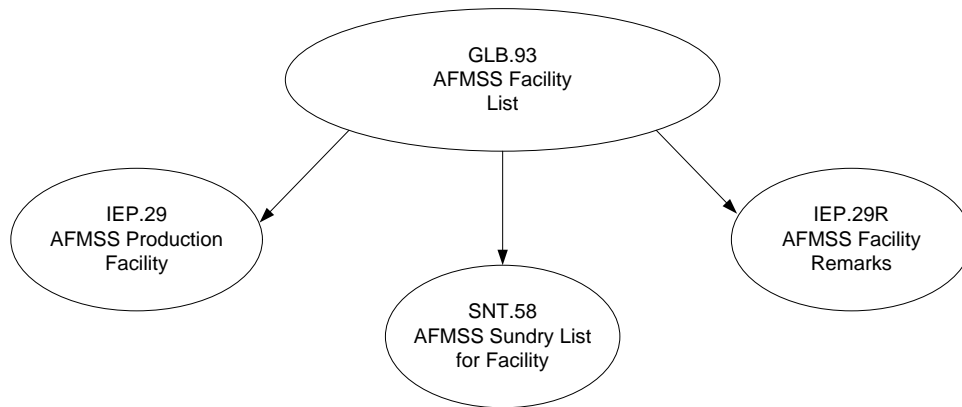 GLB.93
AFMSS Facility
List
IEP.29
AFMSS Production
Facility
IEP.29R
AFMSS Facility
Remarks
SNT.58
AFMSS Sundry List
for Facility